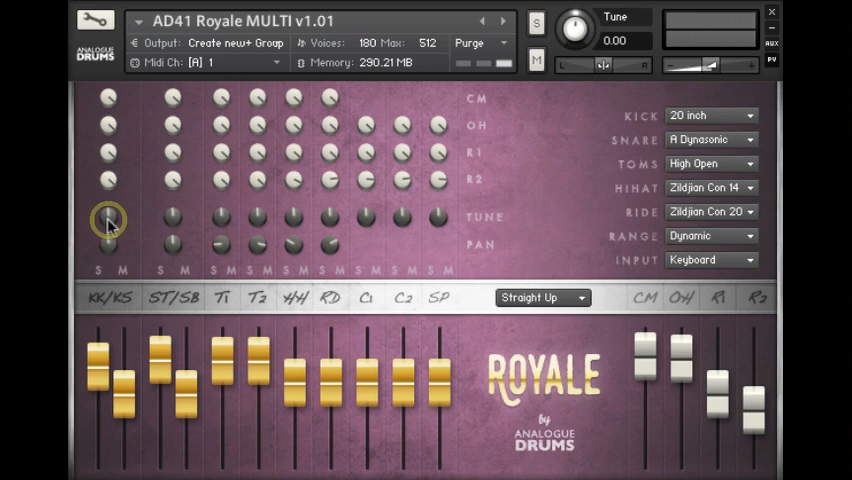 AD41 Royale MULTI v1.01
S
Tune
0.00
Output: Create new+ Group
Voices: 180 Max: 512
Purge
M
L R
- +
×
-
AUX
PV
ANALOGUE
DRUMS
Midi Ch: [A] 1
Memory: 290.21 MB
CM
OH
R1
R2
TUNE
PAN
KICK 20 inch
SNARE A Dynasonic
TOMS High Open
HIHAT Zildjian Con 14
RIDE Zildjian Con 20
RANGE Dynamic
INPUT Keyboard
S M S M S M S M S M S M S M S M S M
KK/KS ST/SB T1 T2 HH RD C1 C2 SP
Straight Up
CM OH R1 R2
ROYALE
by
ANALOGUE
DRUMS